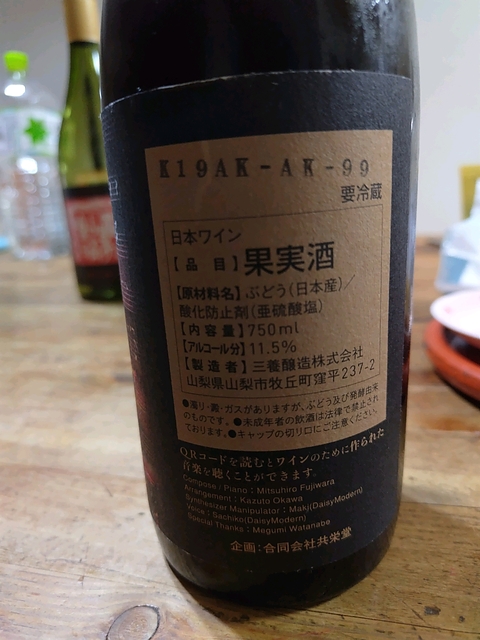 K19AK-AK-99
要冷蔵
日本ワイン
【品 目】果実酒
【原材料名】ぶどう(日本産)/
酸化防止剤(亜硫酸塩)
【内容量】750ml
【アルコール分】11.5%
【製造者】三養醸造株式会社
山梨県山梨市牧丘町窪平237-2
●濁り・澱・ガスがありますが、ぶどう及び発酵由来
のものです。●未成年者の飲酒は法律で禁止され
ております。●キャップの切り口にご注意ください。
QRコードを読むとワインのために作られた
音楽を聴くことができます。
Compose / Piano : Mitsuhiro Fujiwara
Arrangement : Kazuto Okawa
Synthesizer Manipulator : Makj(DaisyModern)
Voice : Sachiko(DaisyModern)
Special Thanks : Megumi Watanabe
企画:合同会社共栄堂